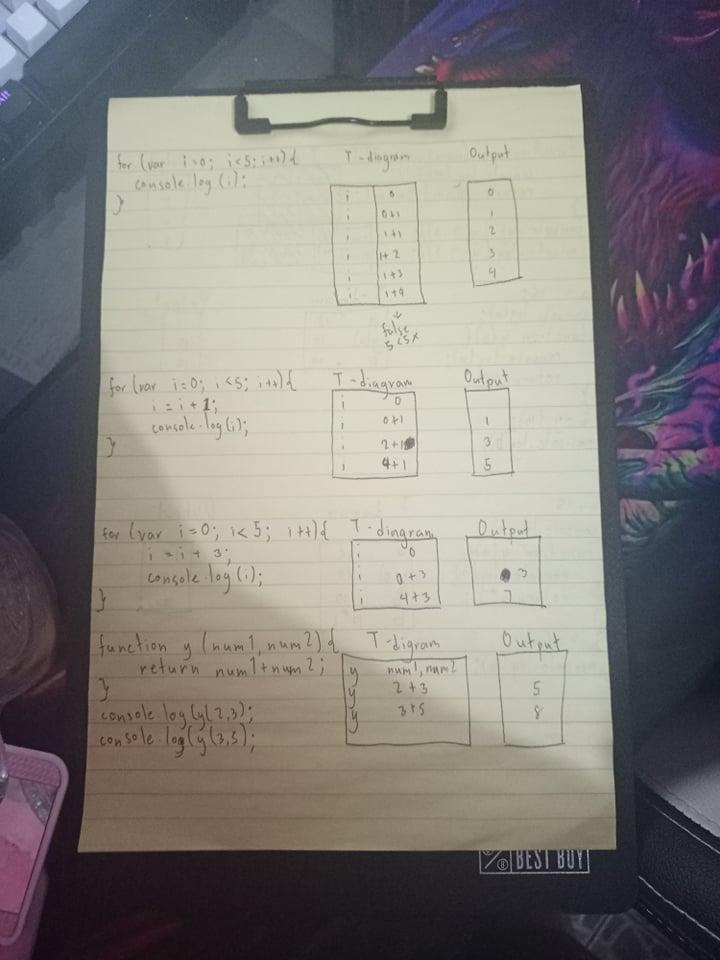 for (var i=0; i<5; i++){
console.log (i);
}
T-diagram
i 0
i 0+1
i 1+1
i 1+2
i 1+3
i 1+4
false
5<5 x
Output
0
1
2
3
4
for (var i=0; i<5; i++){
i = i + 1;
console.log(i);
}
T-diagram
i 0
i 0+1
i 2+1
i 4+1
Output
1
3
5
for (var i=0; i<5; i++){
i = i + 3;
console.log(i);
}
T-diagram
i 0
i 0+3
i 4+3
Output
3
7
function y (num1, num2) {
return num1+num2;
}
console.log(y(2,3);
console.log(y(3,5);
T-digram
y num1, num2
y 2+3
y 3+5
y
Output
5
8
BEST BUY